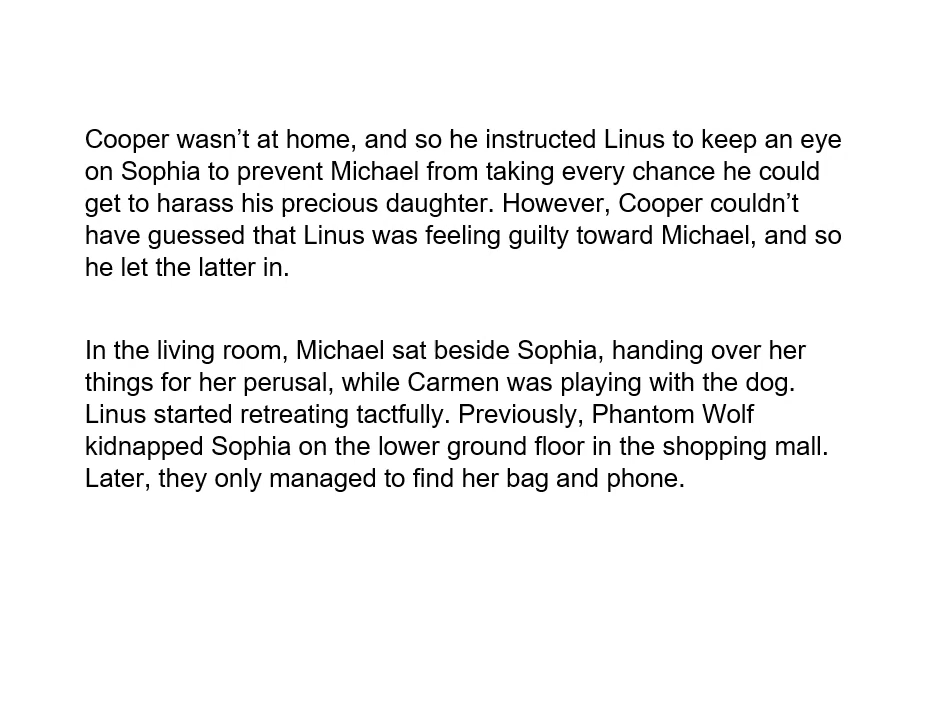 Cooper wasn’t at home, and so he instructed Linus to keep an eye
on Sophia to prevent Michael from taking every chance he could
get to harass his precious daughter. However, Cooper couldn’t
have guessed that Linus was feeling guilty toward Michael, and so
he let the latter in.
In the living room, Michael sat beside Sophia, handing over her
things for her perusal, while Carmen was playing with the dog.
Linus started retreating tactfully. Previously, Phantom Wolf
kidnapped Sophia on the lower ground floor in the shopping mall.
Later, they only managed to find her bag and phone.